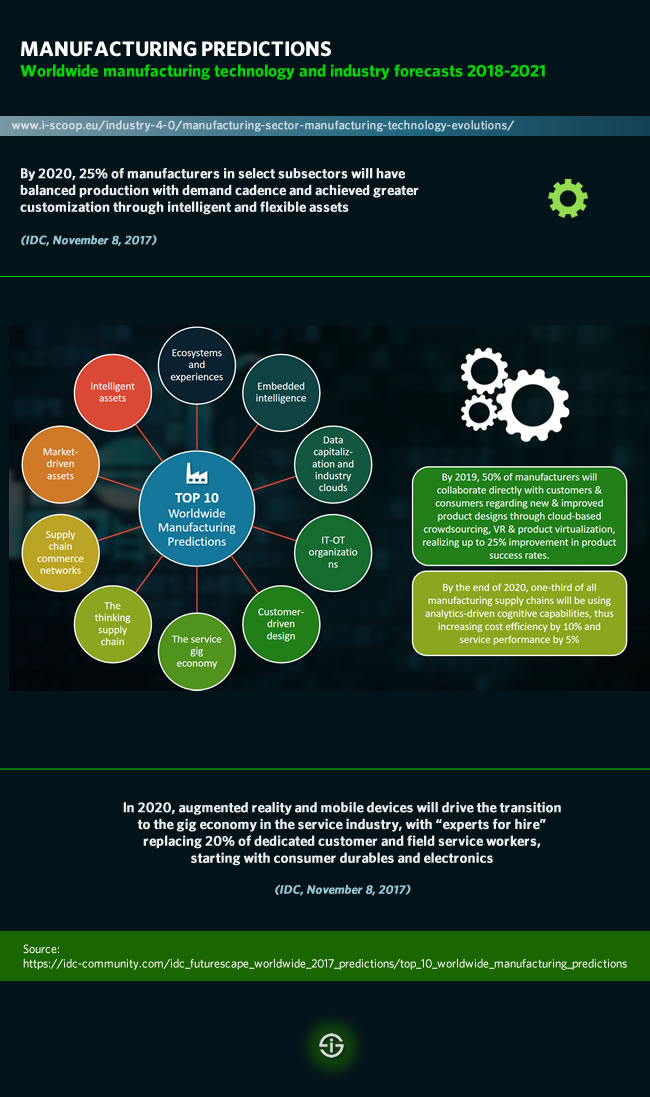 MANUFACTURING PREDICTIONS
Worldwide manufacturing technology and industry forecasts 2018-2021
www.i-scoop.eu/industry-4-0/manufacturing-sector-manufacturing-technology-evolutions/
By 2020, 25% of manufacturers in select subsectors will have
balanced production with demand cadence and achieved greater
customization through intelligent and flexible assets
(IDC, November 8, 2017)
Ecosystems
and
experiences
Embedded
intelligence
Data
capitaliz-
ation and
industry
clouds
IT-OT
organizatio
ns
Customer-
driven
design
The service
gig
economy
The
thinking
supply
chain
Supply
chain
commerce
networks
Market-
driven
assets
Intelligent
assets
TOP 10
Worldwide
Manufacturing
Predictions
By 2019, 50% of manufacturers will
collaborate directly with customers &
consumers regarding new & improved
product designs through cloud-based
crowdsourcing, VR & product virtualization,
realizing up to 25% improvement in product
success rates.
By the end of 2020, one-third of all
manufacturing supply chains will be using
analytics-driven cognitive capabilities, thus
increasing cost efficiency by 10% and
service performance by 5%
In 2020, augmented reality and mobile devices will drive the transition
to the gig economy in the service industry, with “experts for hire”
replacing 20% of dedicated customer and field service workers,
starting with consumer durables and electronics
(IDC, November 8, 2017)
Source:
https://idc-community.com/idc_futurescape_worldwide_2017_predictions/top_10_worldwide_manufacturing_predictions